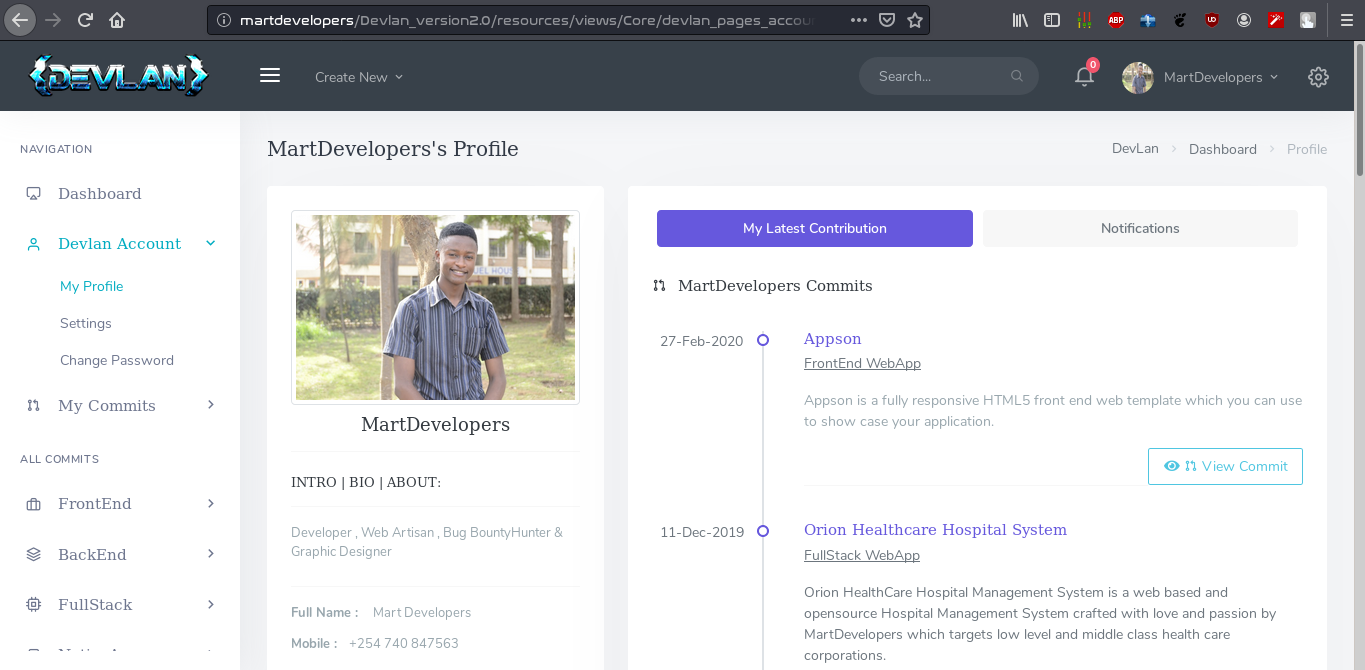 martdevelopers/Devlan_version2.0/resources/views/Core/devlan_pages_accou
ABP
UD
{DEVLAN}
Create New
Search...
0
MartDevelopers
NAVIGATION
Dashboard
Devlan Account
My Profile
Settings
Change Password
My Commits
ALL COMMITS
FrontEnd
BackEnd
FullStack
MartDevelopers's Profile
DevLan > Dashboard > Profile
MartDevelopers
INTRO | BIO | ABOUT:
Developer , Web Artisan , Bug BountyHunter &
Graphic Designer
Full Name : Mart Developers
Mobile : +254 740 847563
My Latest Contribution
Notifications
MartDevelopers Commits
27-Feb-2020
Appson
FrontEnd WebApp
Appson is a fully responsive HTML5 front end web template which you can use
to show case your application.
View Commit
11-Dec-2019
Orion Healthcare Hospital System
FullStack WebApp
Orion HealthCare Hospital Management System is a web based and
opensource Hospital Management System crafted with love and passion by
MartDevelopers which targets low level and middle class health care
corporations.